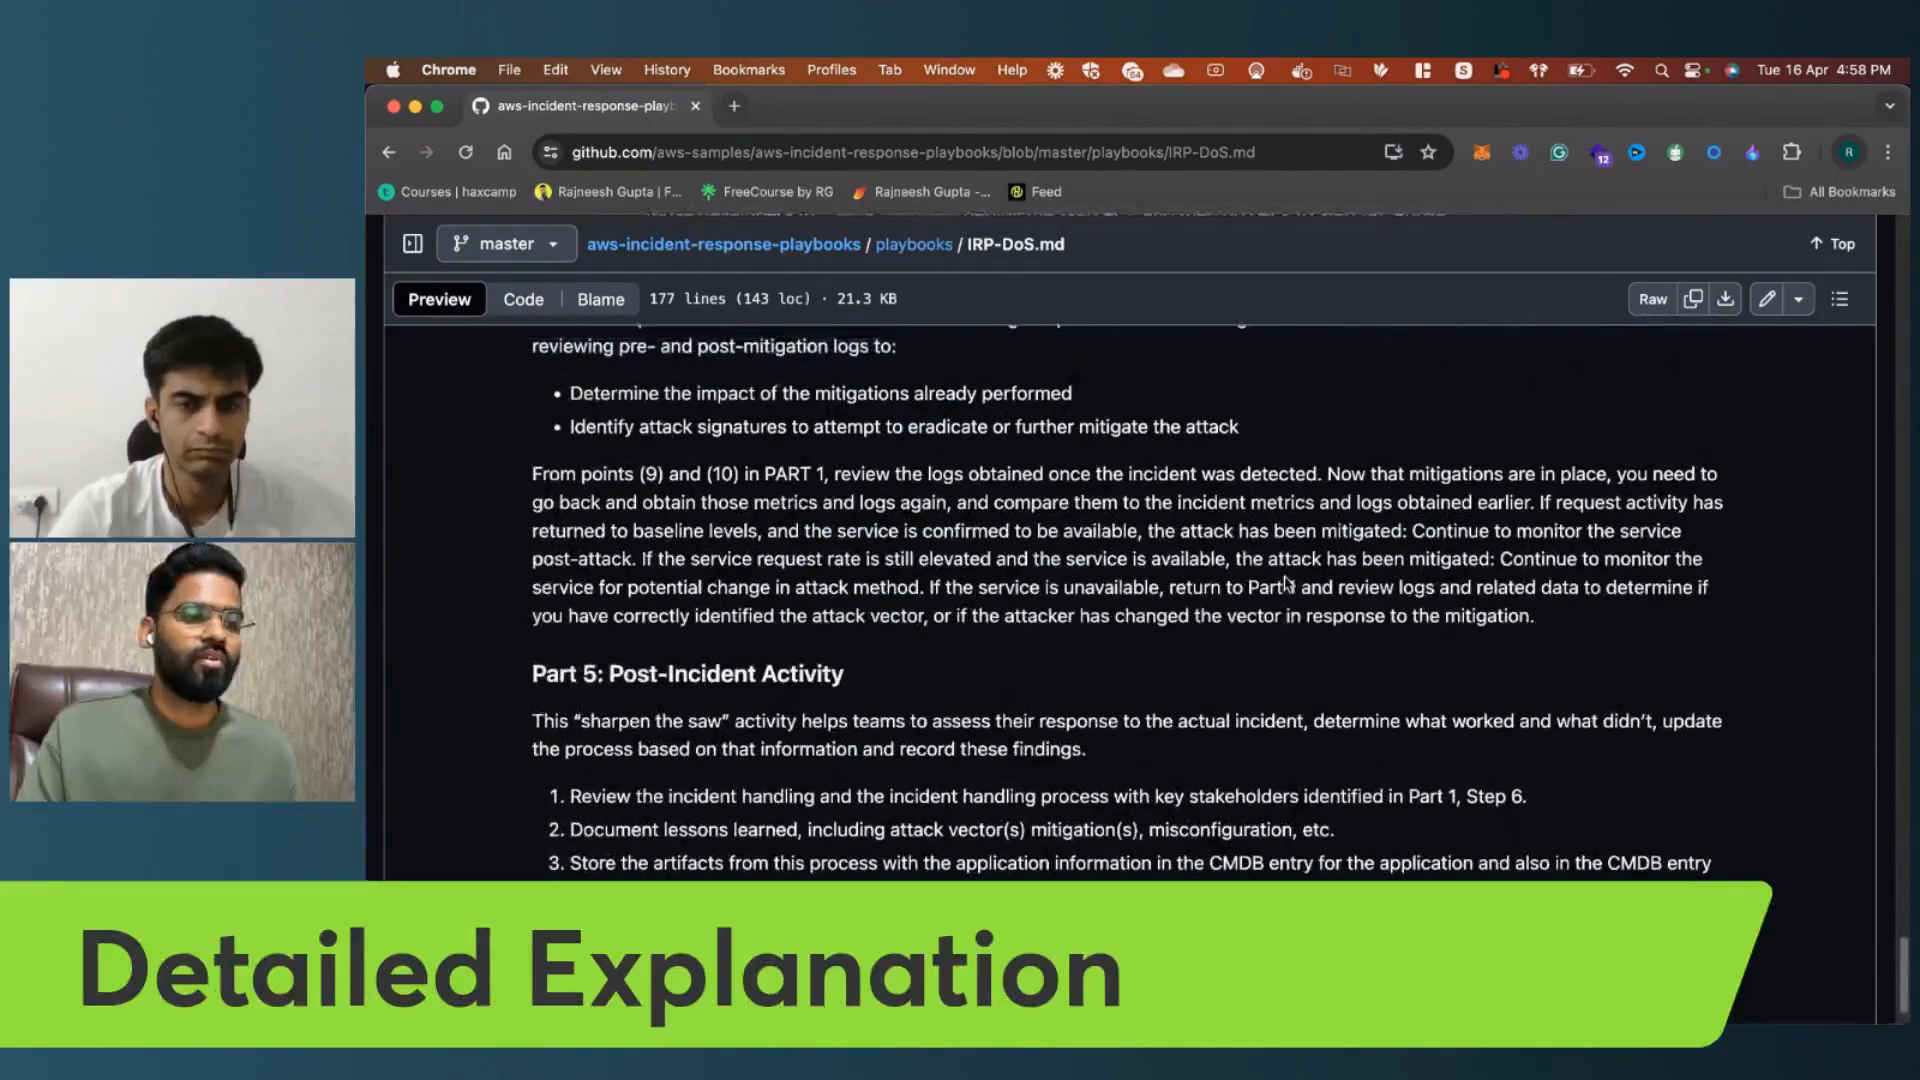 Chrome File Edit View History Bookmarks Profiles Tab Window Help Tue 16 Apr 4:58 PM
aws-incident-response-playb
github.com/aws-samples/aws-incident-response-playbooks/blob/master/playbooks/IRP-DoS.md
Courses | haxcamp Rajneesh Gupta | F... FreeCourse by RG Rajneesh Gupta -... Feed All Bookmarks
master aws-incident-response-playbooks / playbooks / IRP-DoS.md Top
Preview Code Blame 177 lines (143 loc) · 21.3 KB Raw
reviewing pre- and post-mitigation logs to:
• Determine the impact of the mitigations already performed
• Identify attack signatures to attempt to eradicate or further mitigate the attack
From points (9) and (10) in PART 1, review the logs obtained once the incident was detected. Now that mitigations are in place, you need to
go back and obtain those metrics and logs again, and compare them to the incident metrics and logs obtained earlier. If request activity has
returned to baseline levels, and the service is confirmed to be available, the attack has been mitigated: Continue to monitor the service
post-attack. If the service request rate is still elevated and the service is available, the attack has been mitigated: Continue to monitor the
service for potential change in attack method. If the service is unavailable, return to Part and review logs and related data to determine if
you have correctly identified the attack vector, or if the attacker has changed the vector in response to the mitigation.
Part 5: Post-Incident Activity
This “sharpen the saw” activity helps teams to assess their response to the actual incident, determine what worked and what didn’t, update
the process based on that information and record these findings.
1. Review the incident handling and the incident handling process with key stakeholders identified in Part 1, Step 6.
2. Document lessons learned, including attack vector(s) mitigation(s), misconfiguration, etc.
3. Store the artifacts from this process with the application information in the CMDB entry for the application and also in the CMDB entry
Detailed Explanation